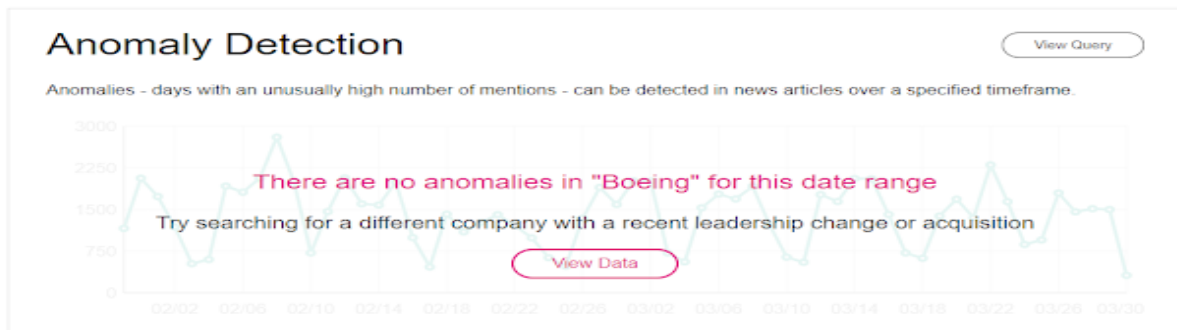 Anomaly Detection
View Query
Anomalies - days with an unusually high number of mentions - can be detected in news articles over a specified timeframe.
3000
2250
There are no anomalies in "Boeing" for this date range
1500
Try searching for a different company with a recent leadership change or acquisition
750
View Data
0
02/02 02/06 02/10 02/14 02/18 02/22 02/26 03/02 03/06 03/10 03/14 03/18 03/22 03/26 03/30